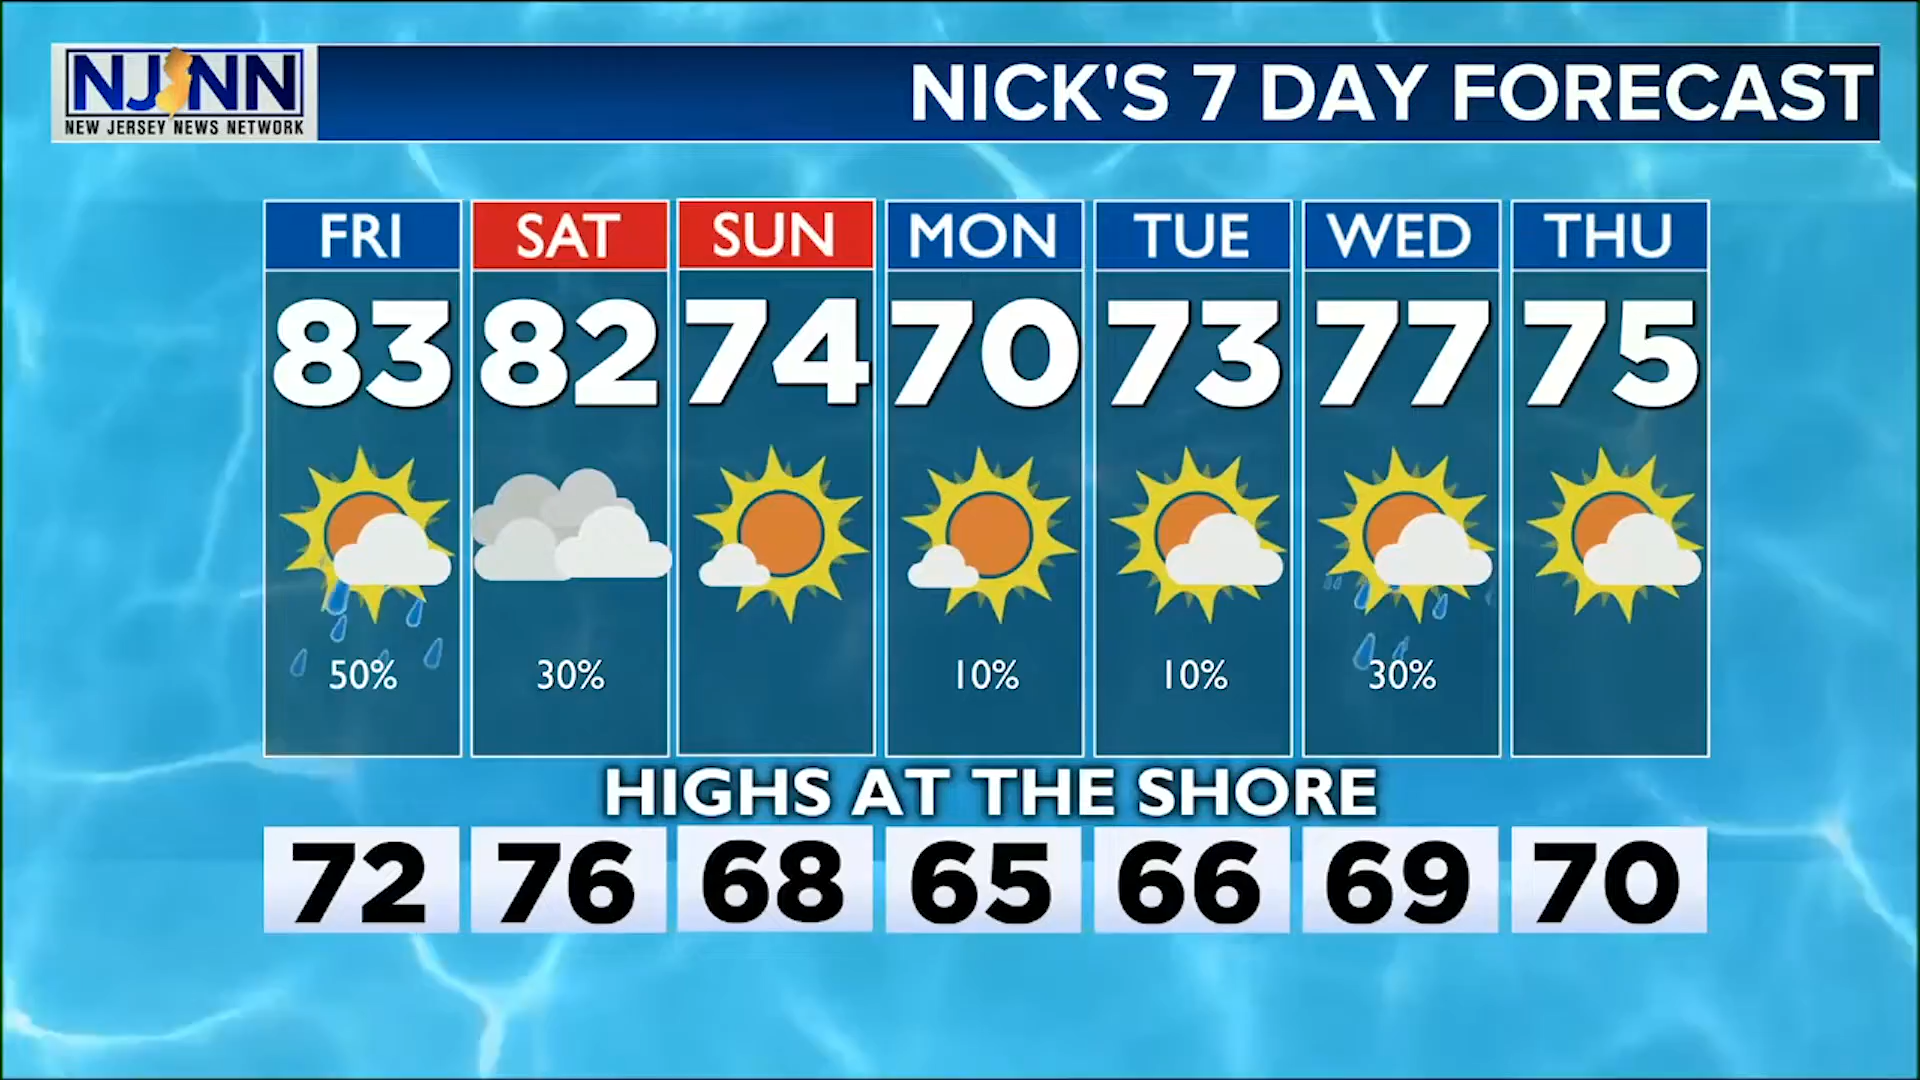 NJNN
NEW JERSEY NEWS NETWORK
NICK'S 7 DAY FORECAST
FRI SAT SUN MON TUE WED THU
83 82 74 70 73 77 75
50% 30% 10% 10% 30%
HIGHS AT THE SHORE
72 76 68 65 66 69 70